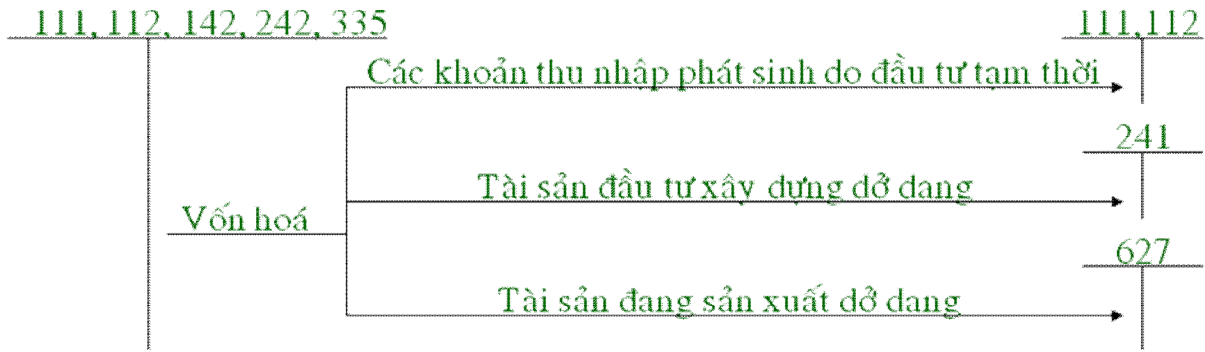 111, 112, 142, 242, 335
111,112
Các khoản thu nhập phát sinh do đầu tư tạm thời
241
Tài sản đầu tư xây dựng dở dang
Vốn hoá
627
Tài sản đang sản xuất dở dang